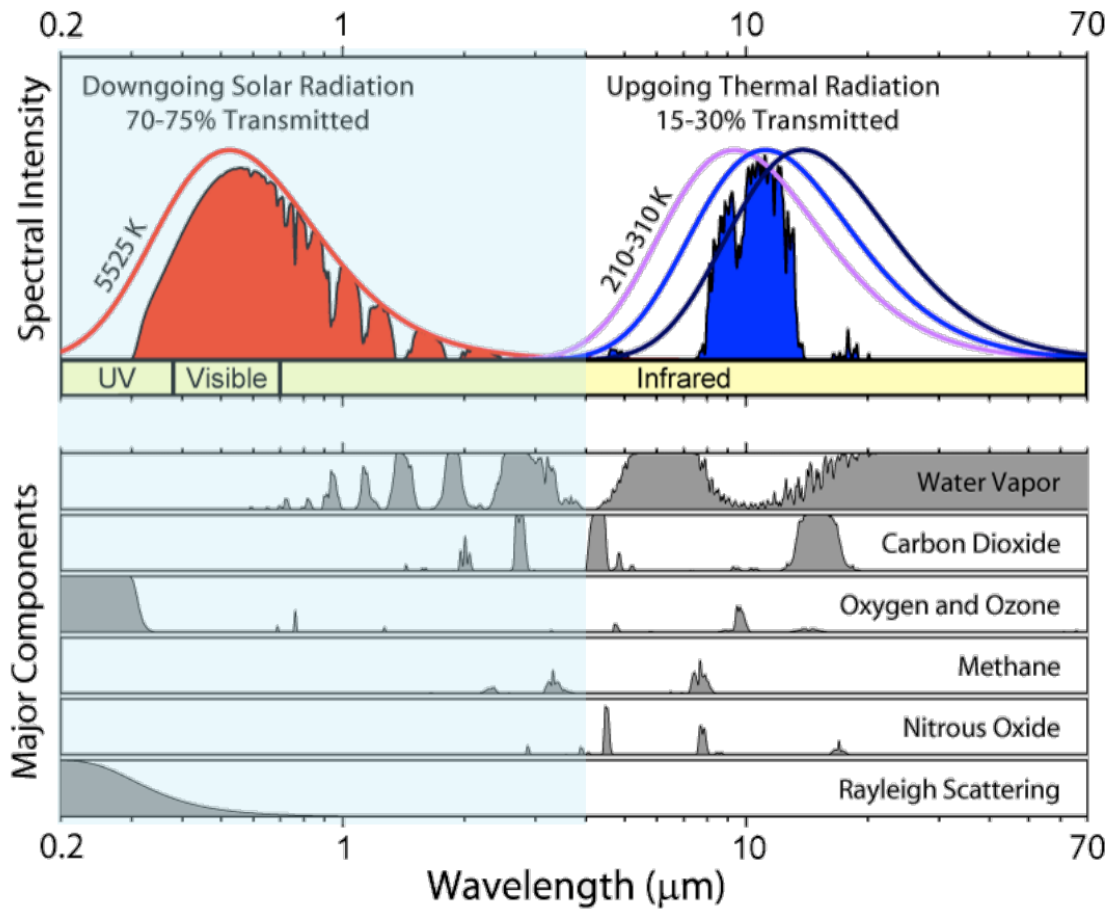 0.2 1 10 70
Spectral Intensity
Downgoing Solar Radiation
70-75% Transmitted
Upgoing Thermal Radiation
15-30% Transmitted
5525 K
210-310 K
UV Visible Infrared
Major Components
Water Vapor
Carbon Dioxide
Oxygen and Ozone
Methane
Nitrous Oxide
Rayleigh Scattering
0.2 1 10 70
Wavelength (μm)